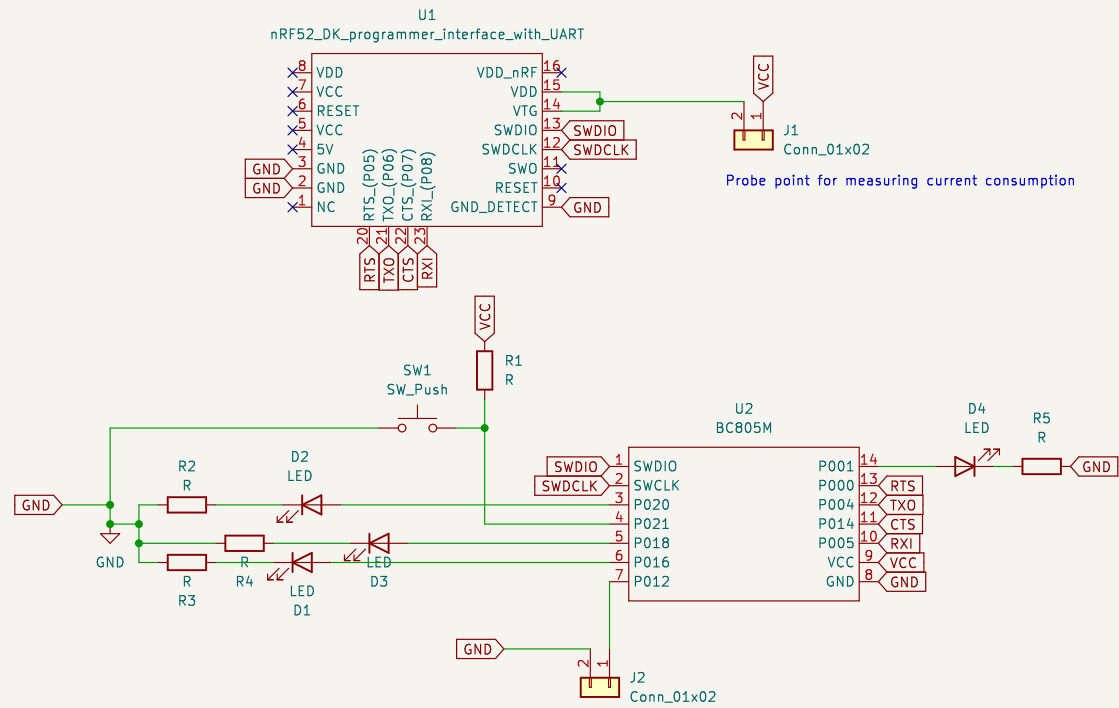 U1
nRF52_DK_programmer_interface_with_UART
8 VDD
7 VCC
6 RESET
5 VCC
4 5V
3 GND
2 GND
1 NC
GND
GND
VDD_nRF 16
VDD 15
VTG 14
SWDIO 13
SWDCLK 12
SWO 11
RESET 10
GND_DETECT 9
SWDIO
SWDCLK
GND
RTS_(P05)
TXO_(P06)
CTS_(P07)
RXI_(P08)
20
21
22
23
RTS
TXO
CTS
RXI
VCC
2
1
J1
Conn_01x02
Probe point for measuring current consumption
VCC
R1
R
SW1
SW_Push
GND
GND
R2
R
D2
LED
R
R4
LED
D3
R
R3
LED
D1
U2
BC805M
SWDIO
SWDCLK
1 SWDIO
2 SWCLK
3 P020
4 P021
5 P018
6 P016
7 P012
P001 14
P000 13
P004 12
P014 11
P005 10
VCC 9
GND 8
RTS
TXO
CTS
RXI
VCC
GND
D4
LED
R5
R
GND
GND
2
1
J2
Conn_01x02